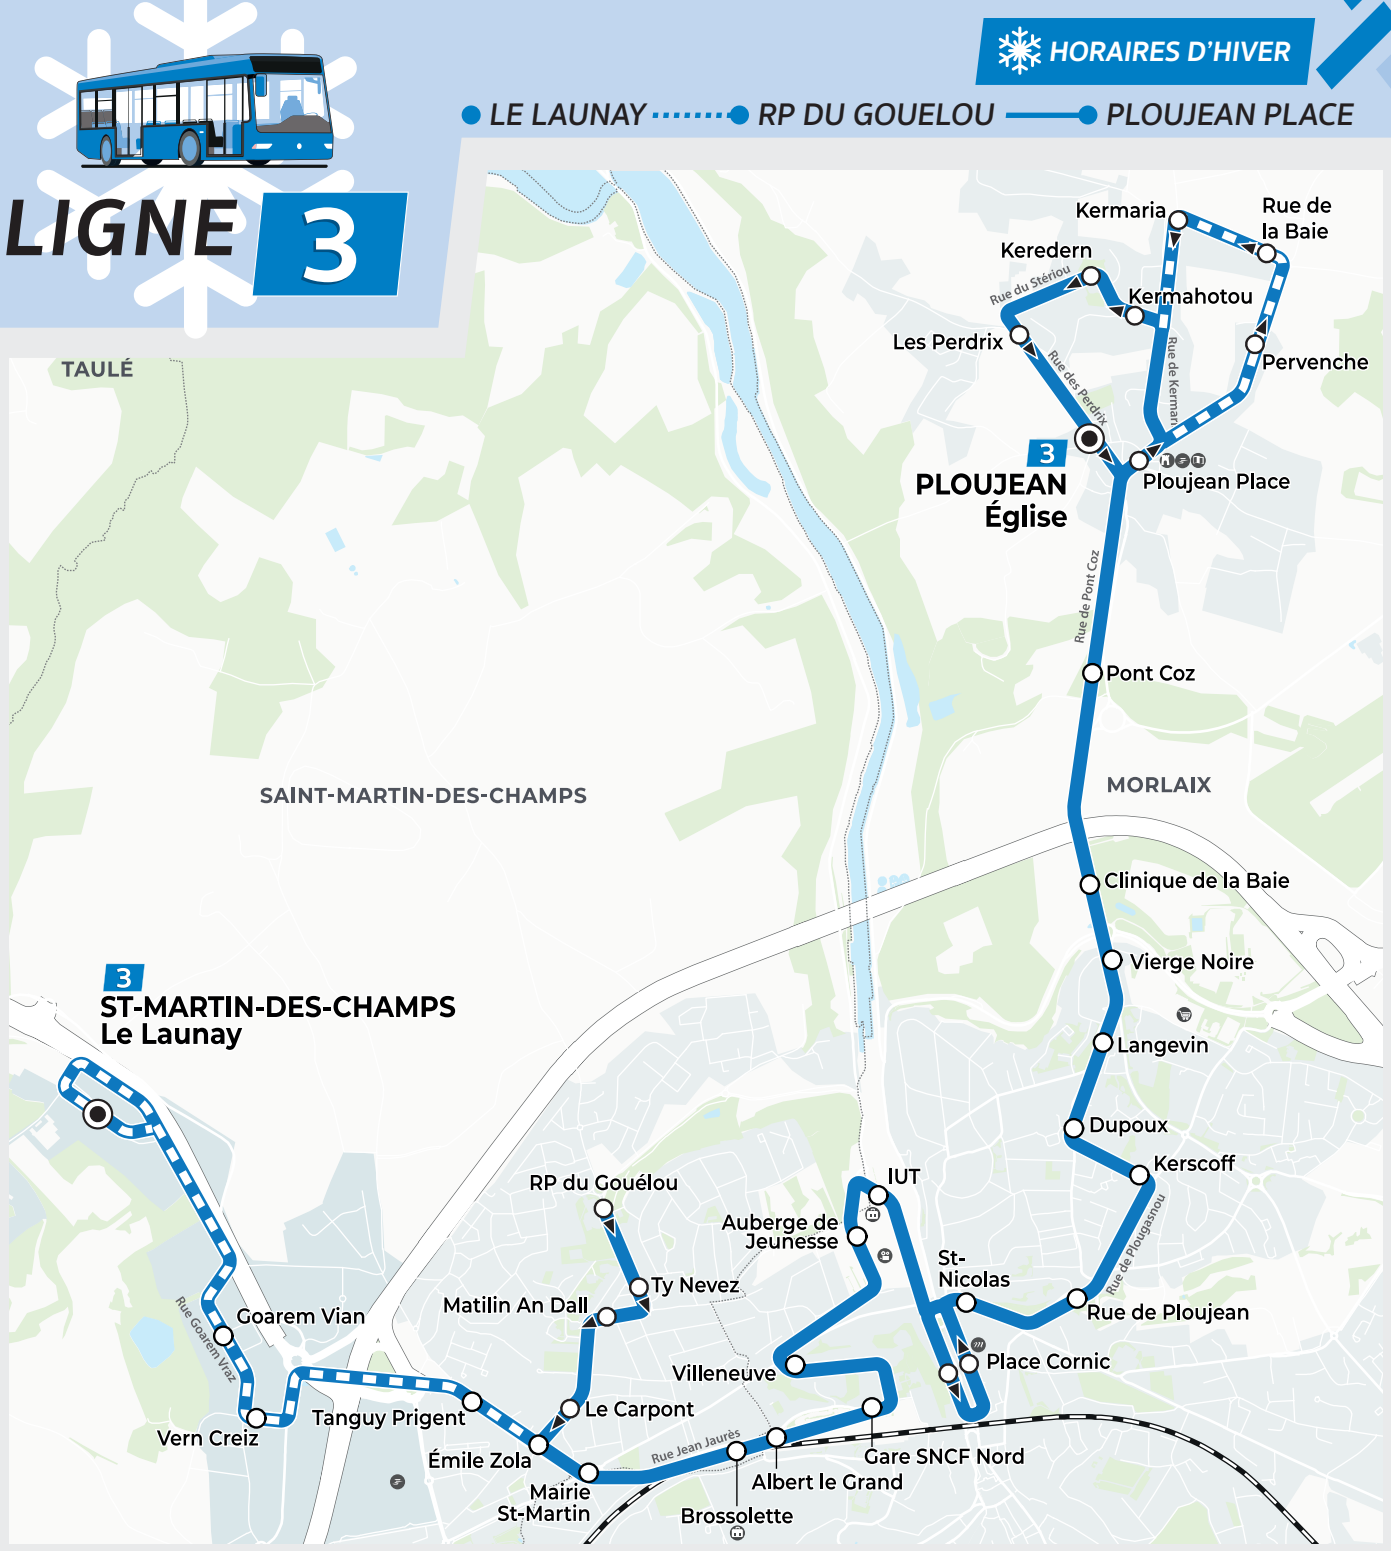 HORAIRES D'HIVER
LE LAUNAY
RP DU GOUELOU
PLOUJEAN PLACE
LIGNE 3
TAULÉ
Kermaria
Rue de
la Baie
Keredern
Rue du Stériou
Kermahotou
Les Perdrix
Rue des Perdrix
Rue de Kermari
Pervenche
3
PLOUJEAN
Église
Ploujean Place
Rue de Pont Coz
Pont Coz
SAINT-MARTIN-DES-CHAMPS
MORLAIX
Clinique de la Baie
Vierge Noire
3
ST-MARTIN-DES-CHAMPS
Le Launay
Langevin
Dupoux
Kerscoff
IUT
RP du Gouélou
Auberge de
Jeunesse
Rue de Plougasnou
St-
Nicolas
Ty Nevez
Matilin An Dall
Rue de Ploujean
Goarem Vian
Rue Goarem Vraz
Villeneuve
Place Cornic
Tanguy Prigent
Le Carpont
Vern Creiz
Rue Jean Jaurès
Émile Zola
Gare SNCF Nord
Albert le Grand
Mairie
St-Martin
Brossolette